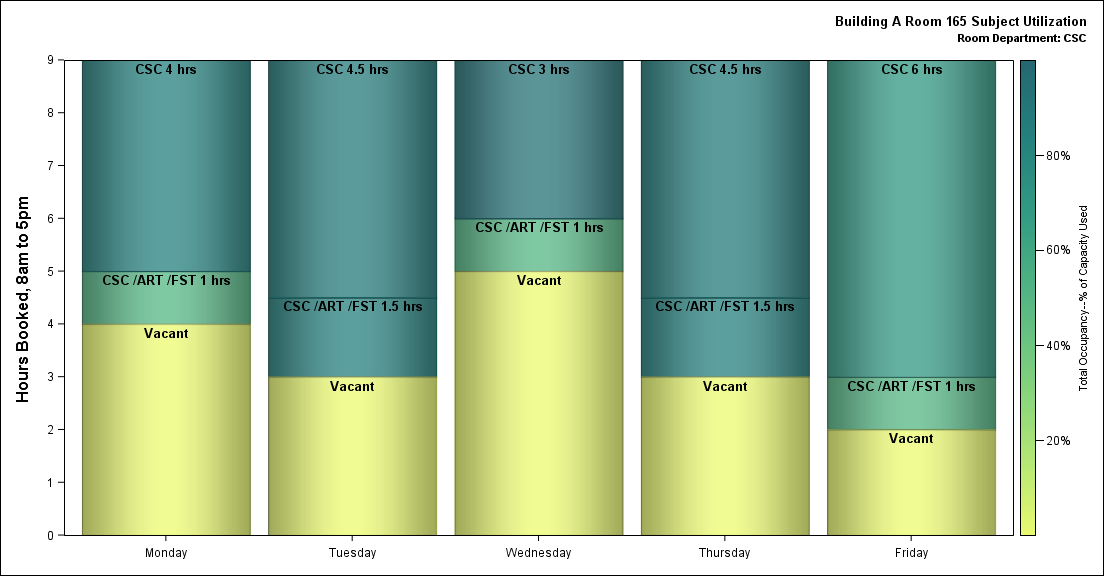 Building A Room 165 Subject Utilization
Room Department: CSC
Hours Booked, 8am to 5pm
9
8
7
6
5
4
3
2
1
0
CSC 4 hrs
CSC /ART /FST 1 hrs
Vacant
CSC 4.5 hrs
CSC /ART /FST 1.5 hrs
Vacant
CSC 3 hrs
CSC /ART /FST 1 hrs
Vacant
CSC 4.5 hrs
CSC /ART /FST 1.5 hrs
Vacant
CSC 6 hrs
CSC /ART /FST 1 hrs
Vacant
Monday
Tuesday
Wednesday
Thursday
Friday
80%
60%
40%
20%
Total Occupancy--% of Capacity Used